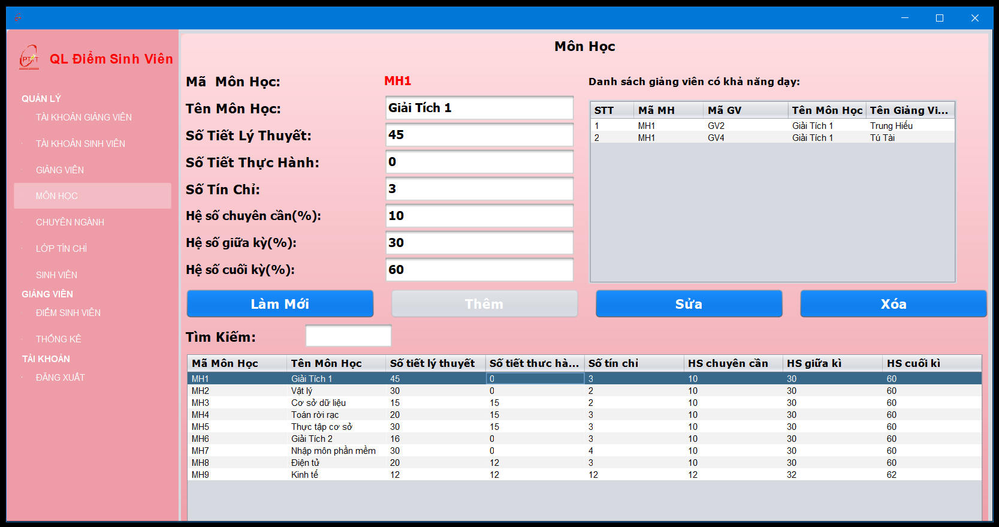 PTIT
QL Điểm Sinh Viên
QUẢN LÝ
TÀI KHOẢN GIẢNG VIÊN
TÀI KHOẢN SINH VIÊN
GIẢNG VIÊN
MÔN HỌC
CHUYÊN NGÀNH
LỚP TÍN CHỈ
SINH VIÊN
GIẢNG VIÊN
ĐIỂM SINH VIÊN
THỐNG KÊ
TÀI KHOẢN
ĐĂNG XUẤT
Môn Học
Mã Môn Học: MH1
Tên Môn Học: Giải Tích 1
Số Tiết Lý Thuyết: 45
Số Tiết Thực Hành: 0
Số Tín Chỉ: 3
Hệ số chuyên cần(%): 10
Hệ số giữa kỳ(%): 30
Hệ số cuối kỳ(%): 60
Danh sách giảng viên có khả năng dạy:
STT Mã MH Mã GV Tên Môn Học Tên Giảng Vi...
1 MH1 GV2 Giải Tích 1 Trung Hiếu
2 MH1 GV4 Giải Tích 1 Tú Tài
Làm Mới Thêm Sửa Xóa
Tìm Kiếm:
Mã Môn Học Tên Môn Học Số tiết lý thuyết Số tiết thưc hà... Số tín chỉ HS chuyên cần HS giữa kì HS cuối kì
MH1 Giải Tích 1 45 0 3 10 30 60
MH2 Vật lý 30 0 2 10 30 60
MH3 Cơ sở dữ liệu 15 15 2 10 30 60
MH4 Toán rời rạc 20 15 3 10 30 60
MH5 Thực tập cơ sở 30 15 3 10 30 60
MH6 Giải Tích 2 16 0 3 10 30 60
MH7 Nhập môn phần mềm 30 0 4 10 30 60
MH8 Điện tử 20 12 3 10 30 60
MH9 Kinh tế 12 12 12 12 32 62